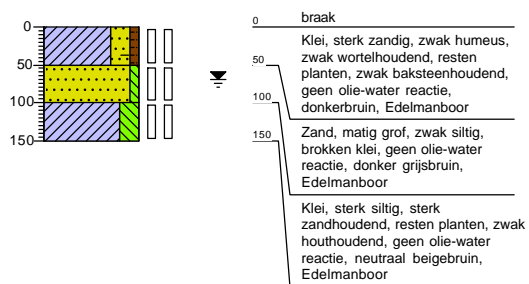 0
50
100
150
0
50
100
150
braak
Klei, sterk zandig, zwak humeus,
zwak wortelhoudend, resten
planten, zwak baksteenhoudend,
geen olie-water reactie,
donkerbruin, Edelmanboor
Zand, matig grof, zwak siltig,
brokken klei, geen olie-water
reactie, donker grijsbruin,
Edelmanboor
Klei, sterk siltig, sterk
zandhoudend, resten planten, zwak
houthoudend, geen olie-water
reactie, neutraal beigebruin,
Edelmanboor